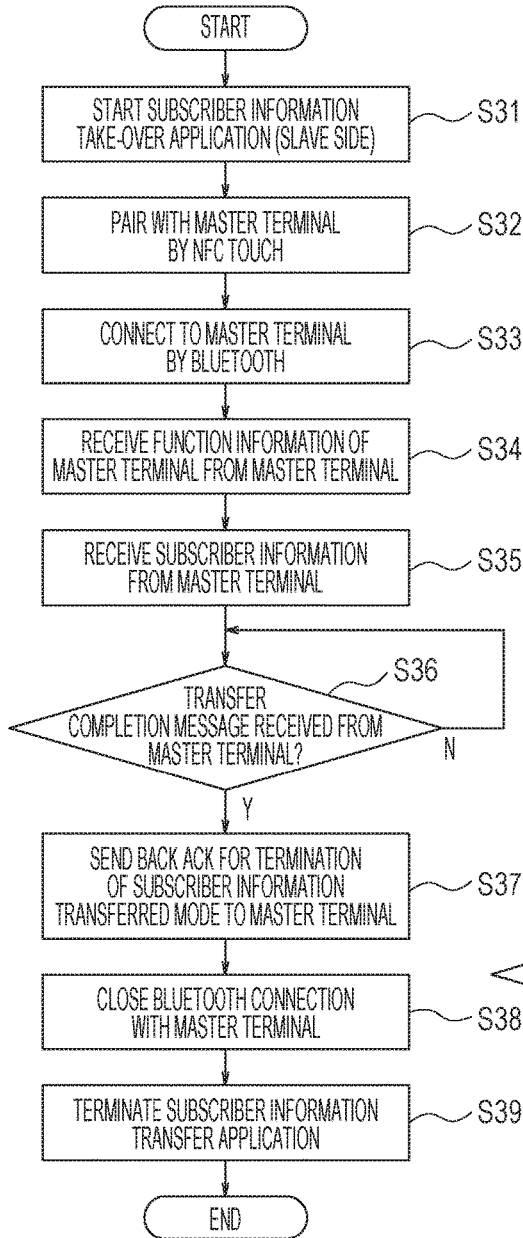 START
START SUBSCRIBER INFORMATION
TAKE-OVER APPLICATION (SLAVE SIDE)
S31
PAIR WITH MASTER TERMINAL
BY NFC TOUCH
S32
CONNECT TO MASTER TERMINAL
BY BLUETOOTH
S33
RECEIVE FUNCTION INFORMATION OF
MASTER TERMINAL FROM MASTER TERMINAL
S34
RECEIVE SUBSCRIBER INFORMATION
FROM MASTER TERMINAL
S35
S36
TRANSFER
COMPLETION MESSAGE RECEIVED FROM
MASTER TERMINAL?
N
Y
SEND BACK ACK FOR TERMINATION
OF SUBSCRIBER INFORMATION
TRANSFERRED MODE TO MASTER TERMINAL
S37
CLOSE BLUETOOTH CONNECTION
WITH MASTER TERMINAL
S38
TERMINATE SUBSCRIBER INFORMATION
TRANSFER APPLICATION
S39
END